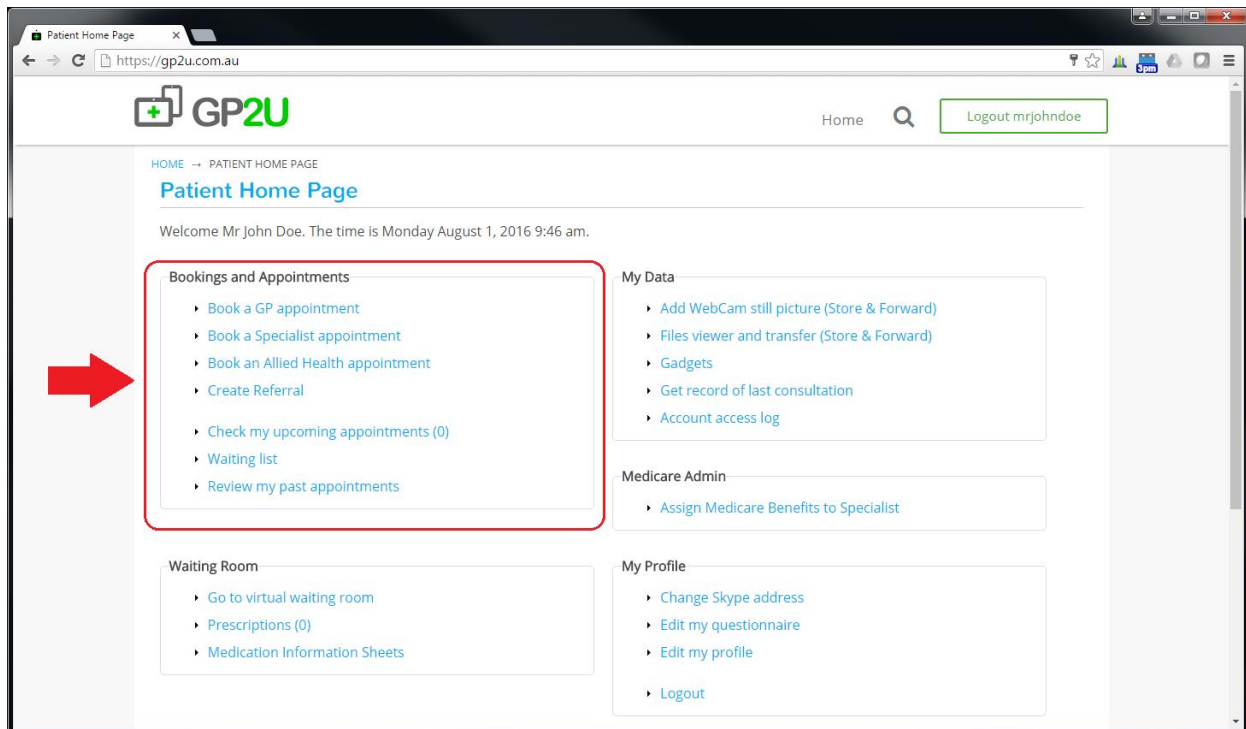 Patient Home Page
https://gp2u.com.au
3pm
GP2U
Home
Logout mrjohndoe
HOME → PATIENT HOME PAGE
Patient Home Page
Welcome Mr John Doe. The time is Monday August 1, 2016 9:46 am.
Bookings and Appointments
Book a GP appointment
Book a Specialist appointment
Book an Allied Health appointment
Create Referral
Check my upcoming appointments (0)
Waiting list
Review my past appointments
My Data
Add WebCam still picture (Store & Forward)
Files viewer and transfer (Store & Forward)
Gadgets
Get record of last consultation
Account access log
Medicare Admin
Assign Medicare Benefits to Specialist
Waiting Room
Go to virtual waiting room
Prescriptions (0)
Medication Information Sheets
My Profile
Change Skype address
Edit my questionnaire
Edit my profile
Logout